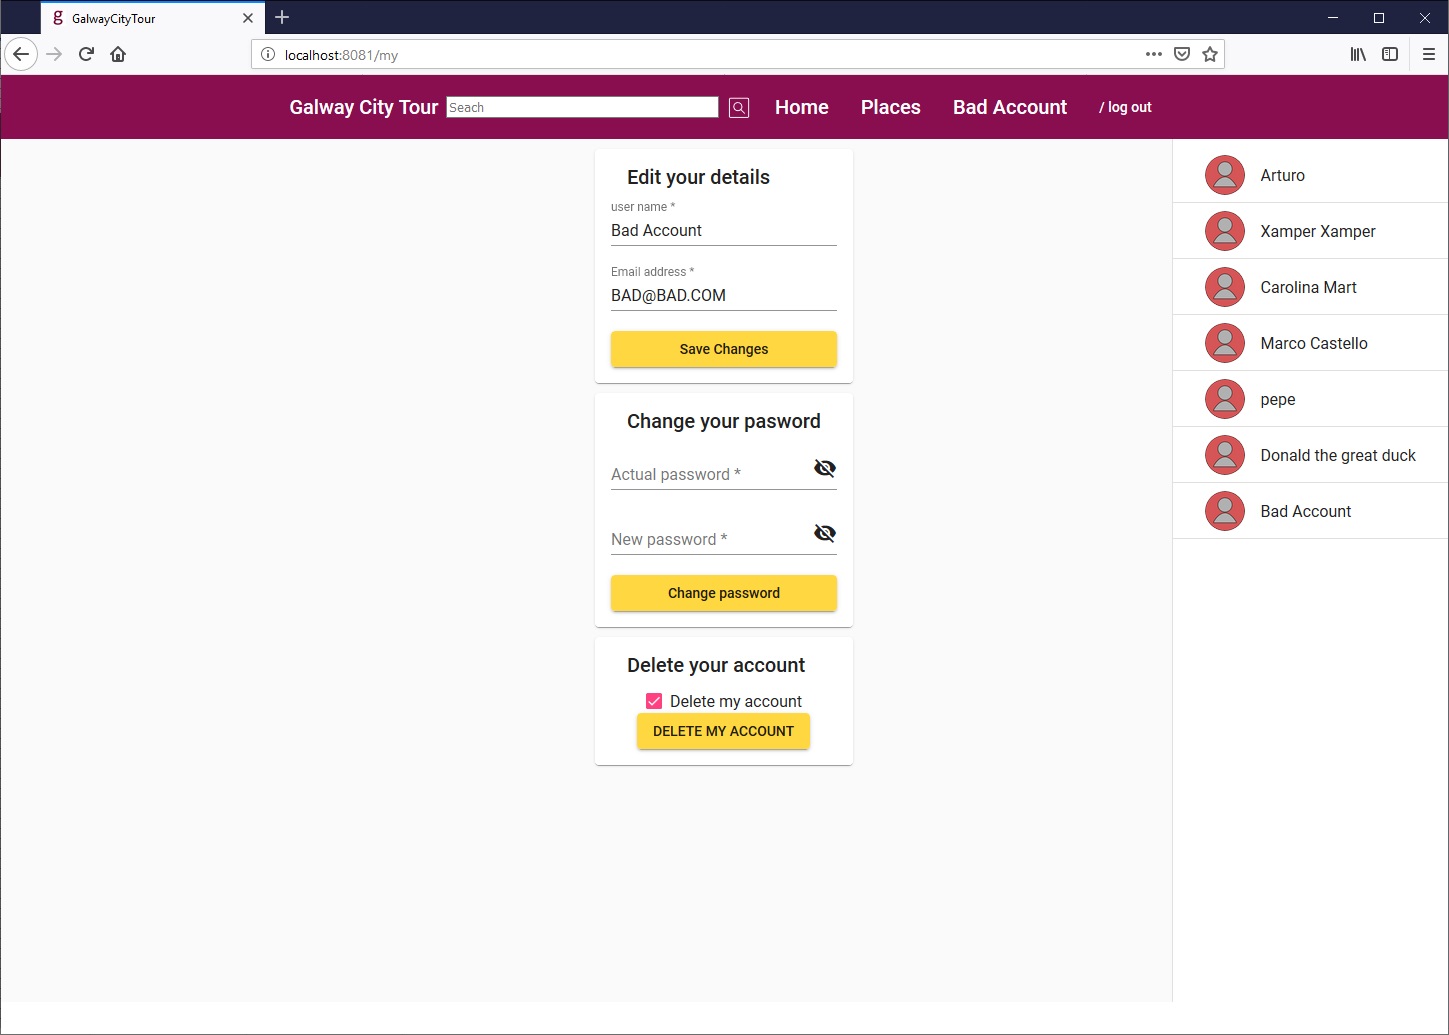 GalwayCityTour
localhost:8081/my
Galway City Tour Seach Home Places Bad Account / log out
Edit your details
user name *
Bad Account
Email address *
BAD@BAD.COM
Save Changes
Change your pasword
Actual password *
New password *
Change password
Delete your account
Delete my account
DELETE MY ACCOUNT
Arturo
Xamper Xamper
Carolina Mart
Marco Castello
pepe
Donald the great duck
Bad Account